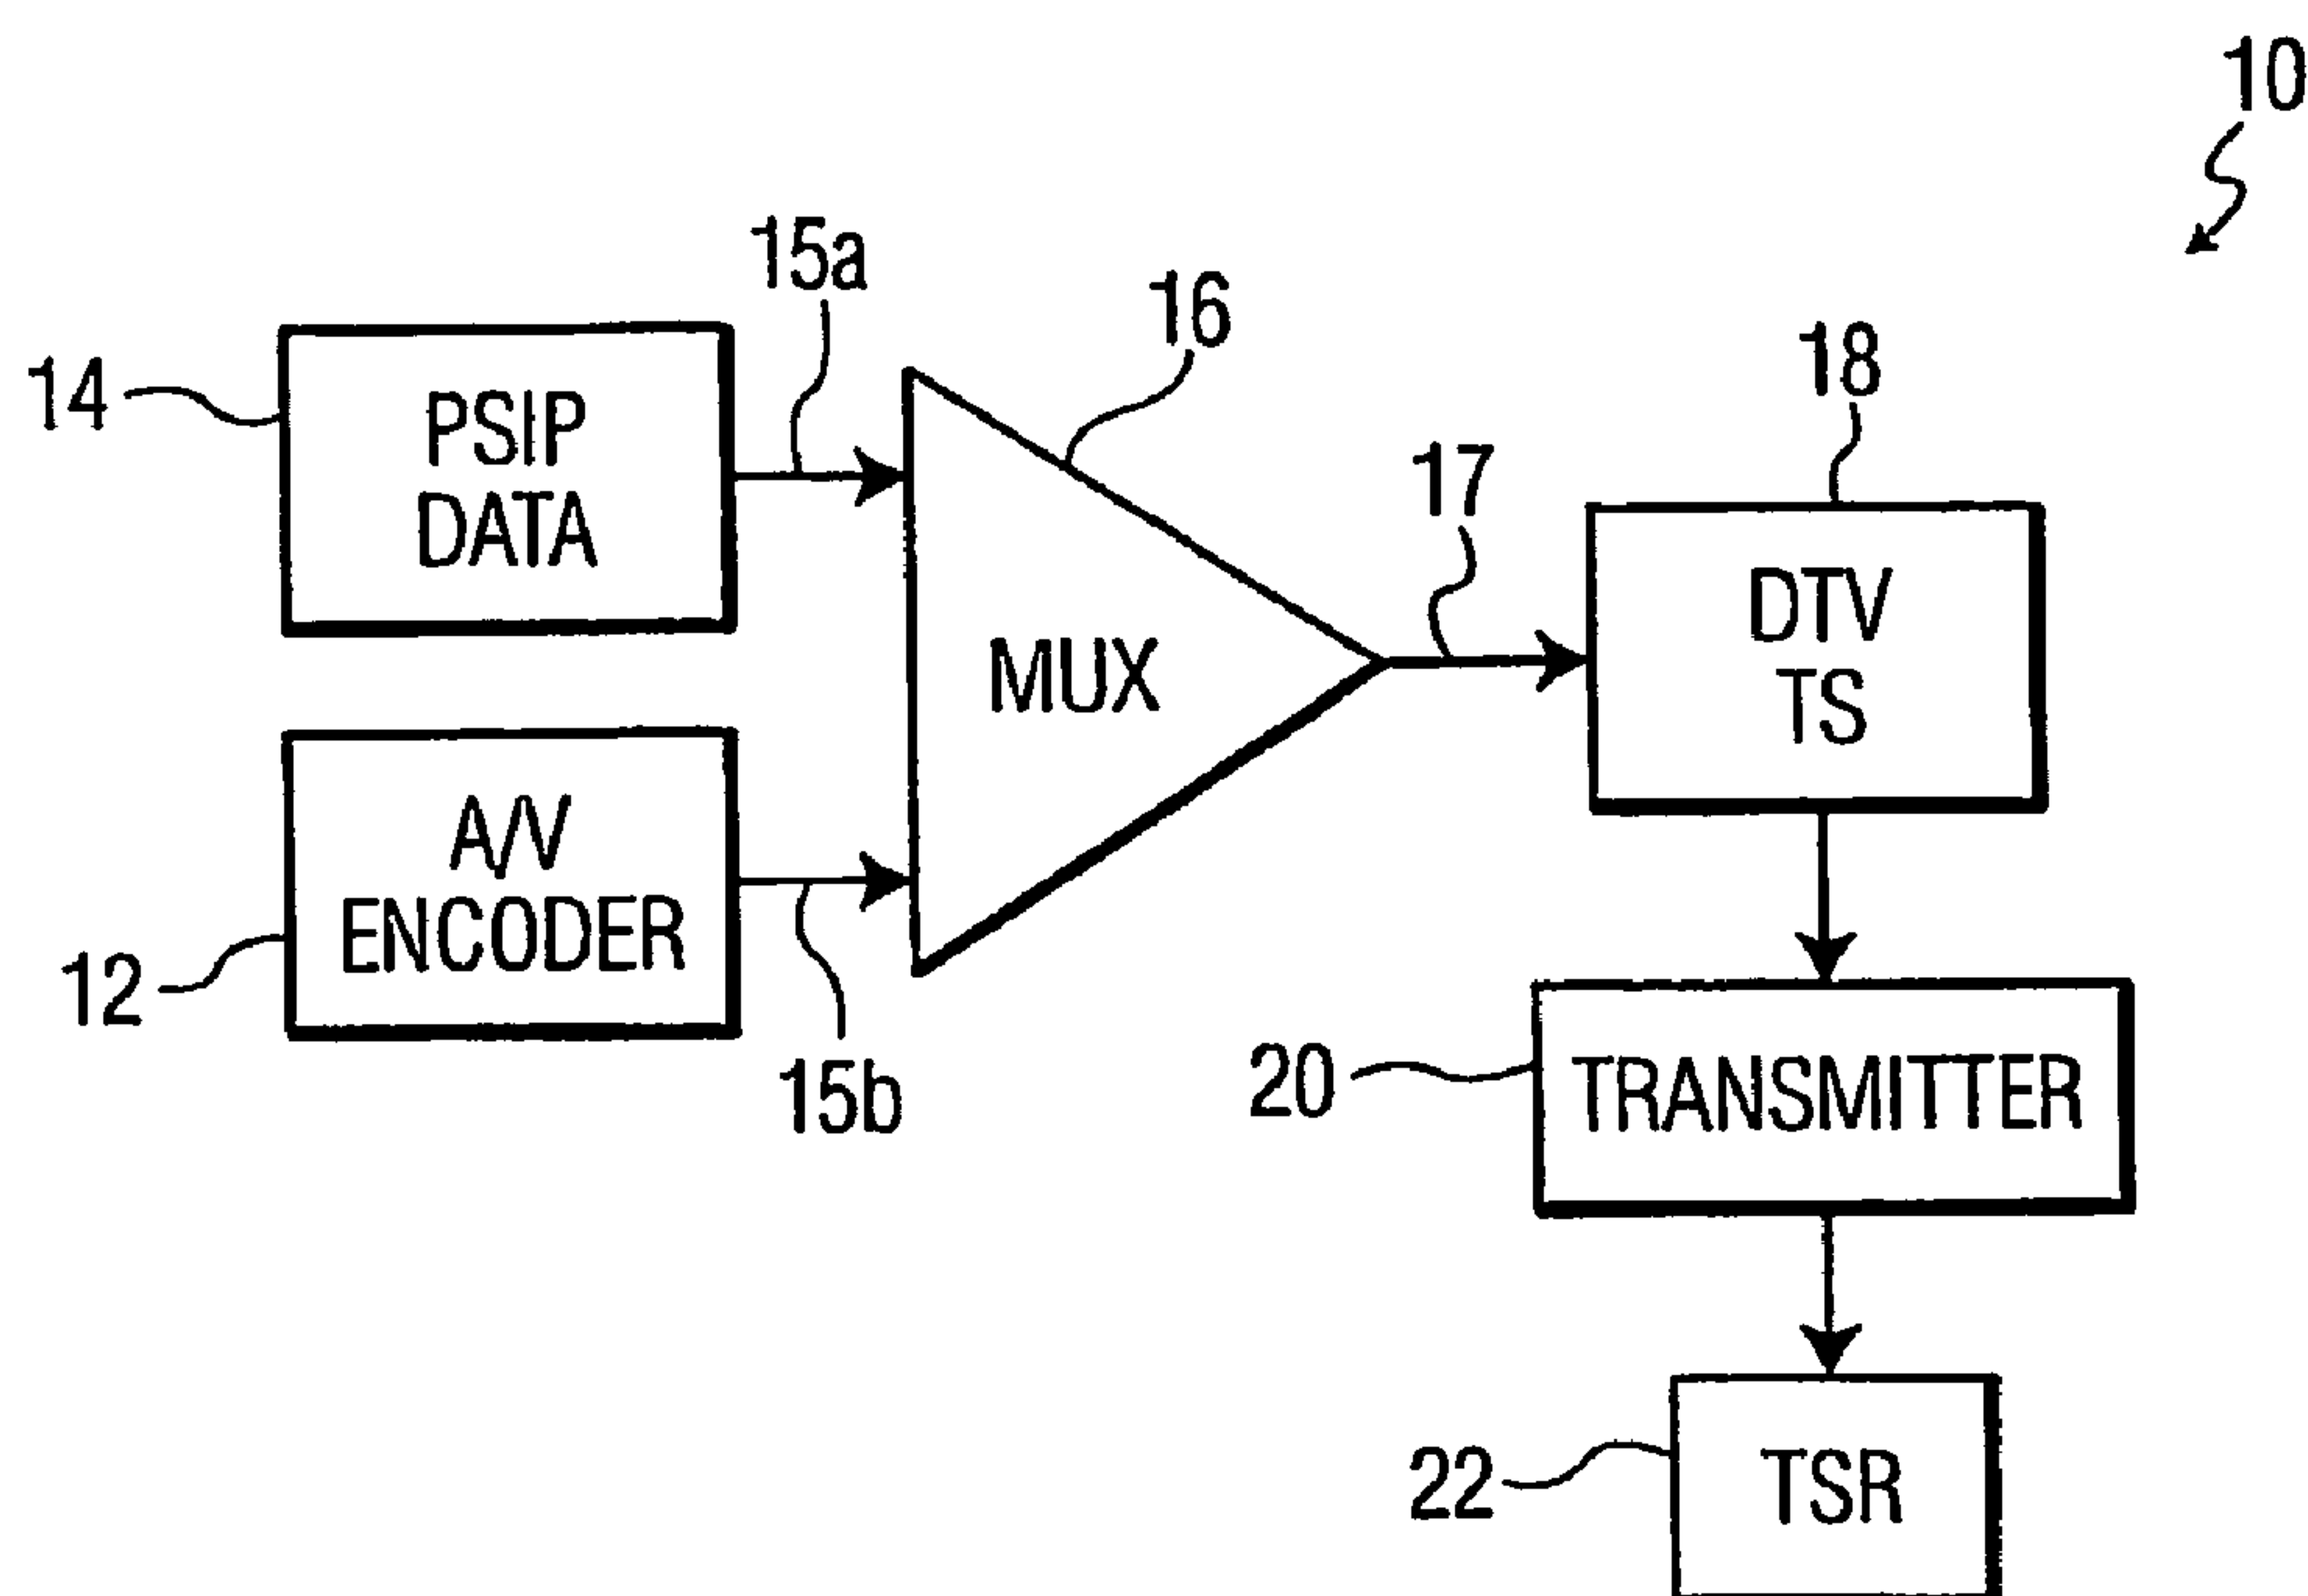 10
15a
16
14
PSIP
DATA
18
17
MUX
DTV
TS
A/V
ENCODER
12
15b
20
TRANSMITTER
22
TSR